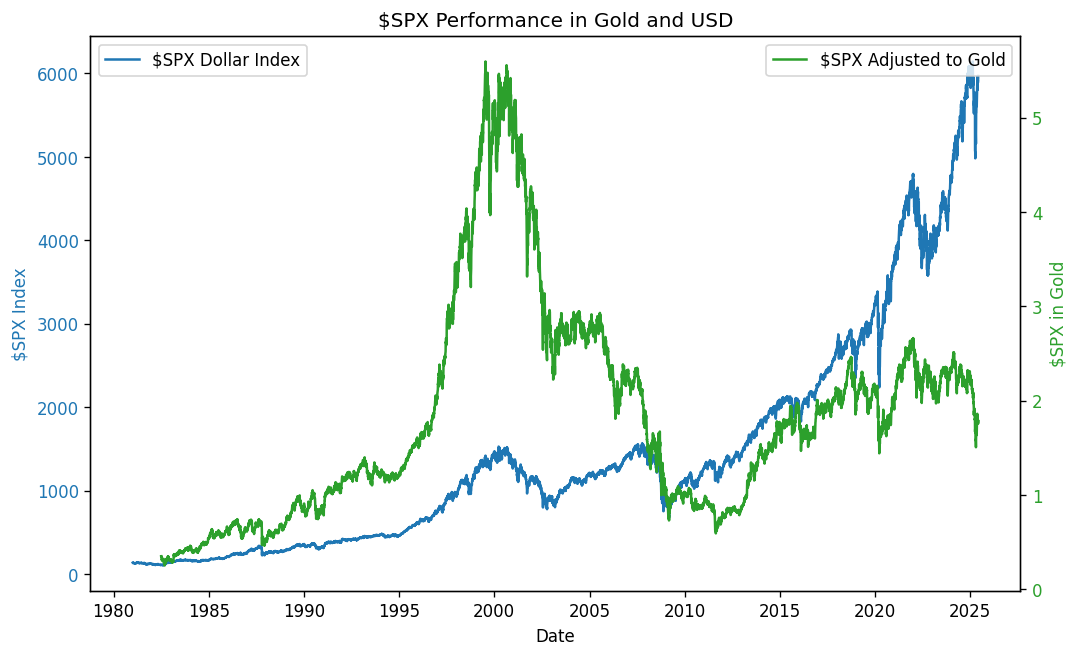 $SPX Performance in Gold and USD
$SPX Dollar Index
$SPX Adjusted to Gold
$SPX Index
6000
5000
4000
3000
2000
1000
0
5
4
3
2
1
0
$SPX in Gold
1980 1985 1990 1995 2000 2005 2010 2015 2020 2025
Date